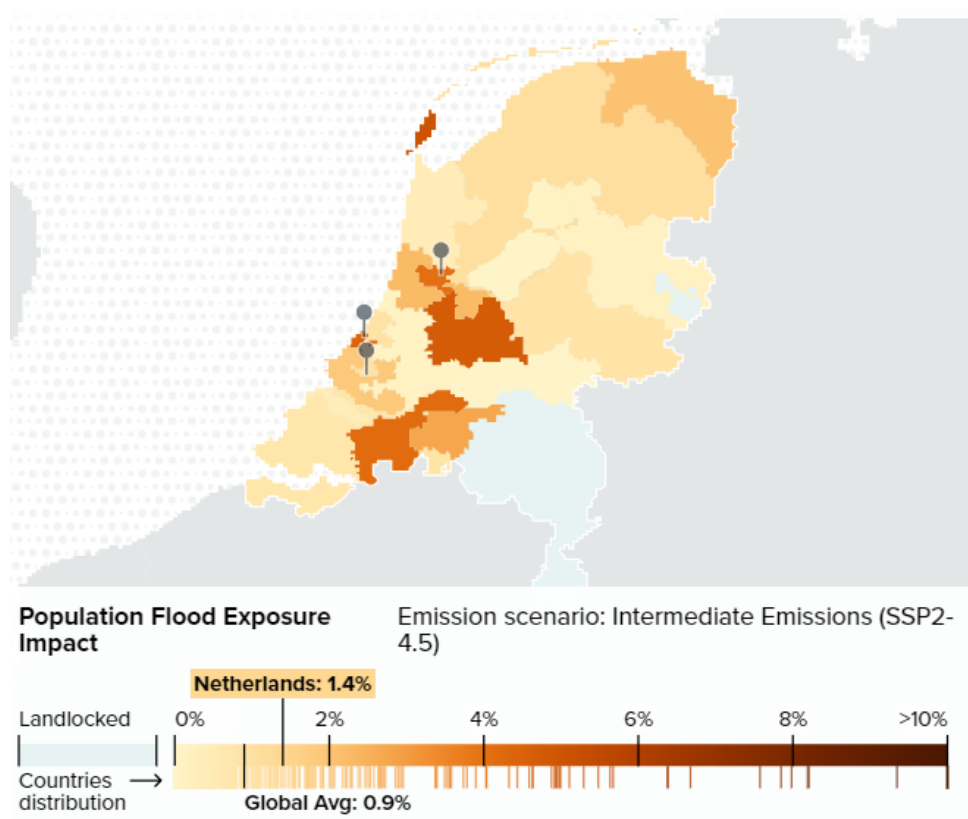 Population Flood Exposure
Impact
Emission scenario: Intermediate Emissions (SSP2-
4.5)
Netherlands: 1.4%
Landlocked
0%
2%
4%
6%
8%
>10%
Countries
distribution
Global Avg: 0.9%